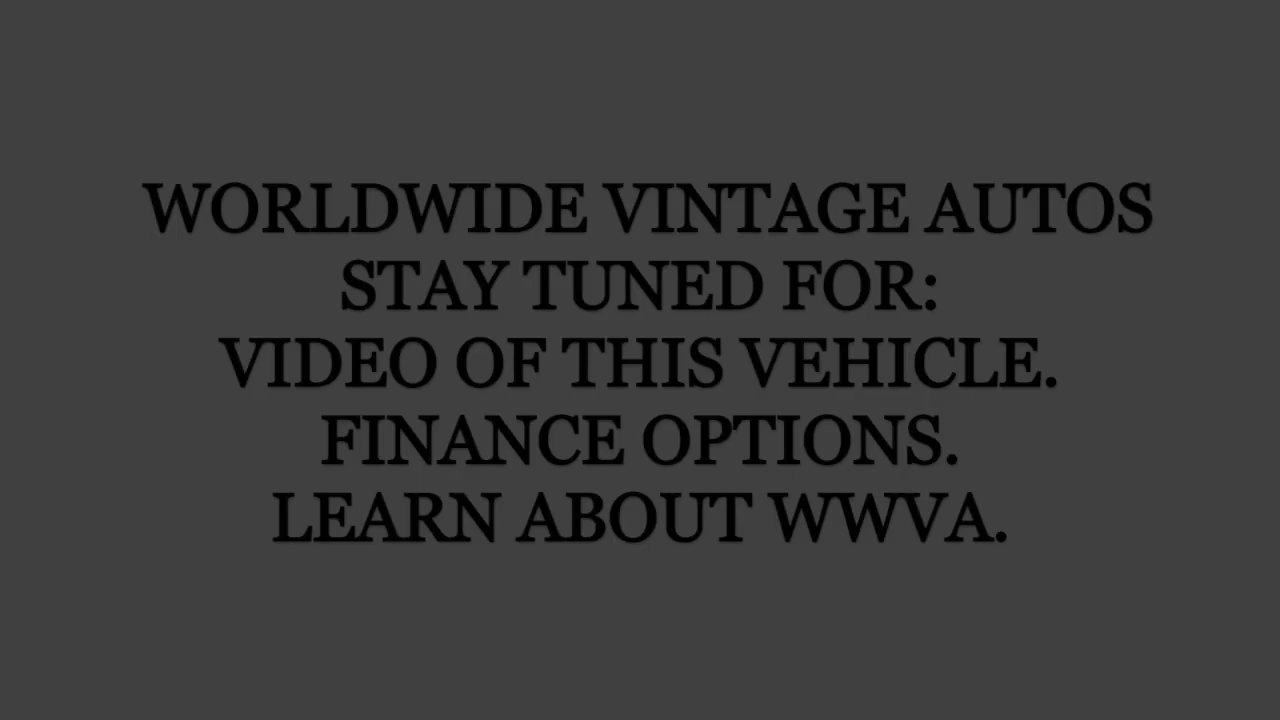 WORLDWIDE VINTAGE AUTOS
STAY TUNED FOR:
VIDEO OF THIS VEHICLE.
FINANCE OPTIONS.
LEARN ABOUT WWVA.